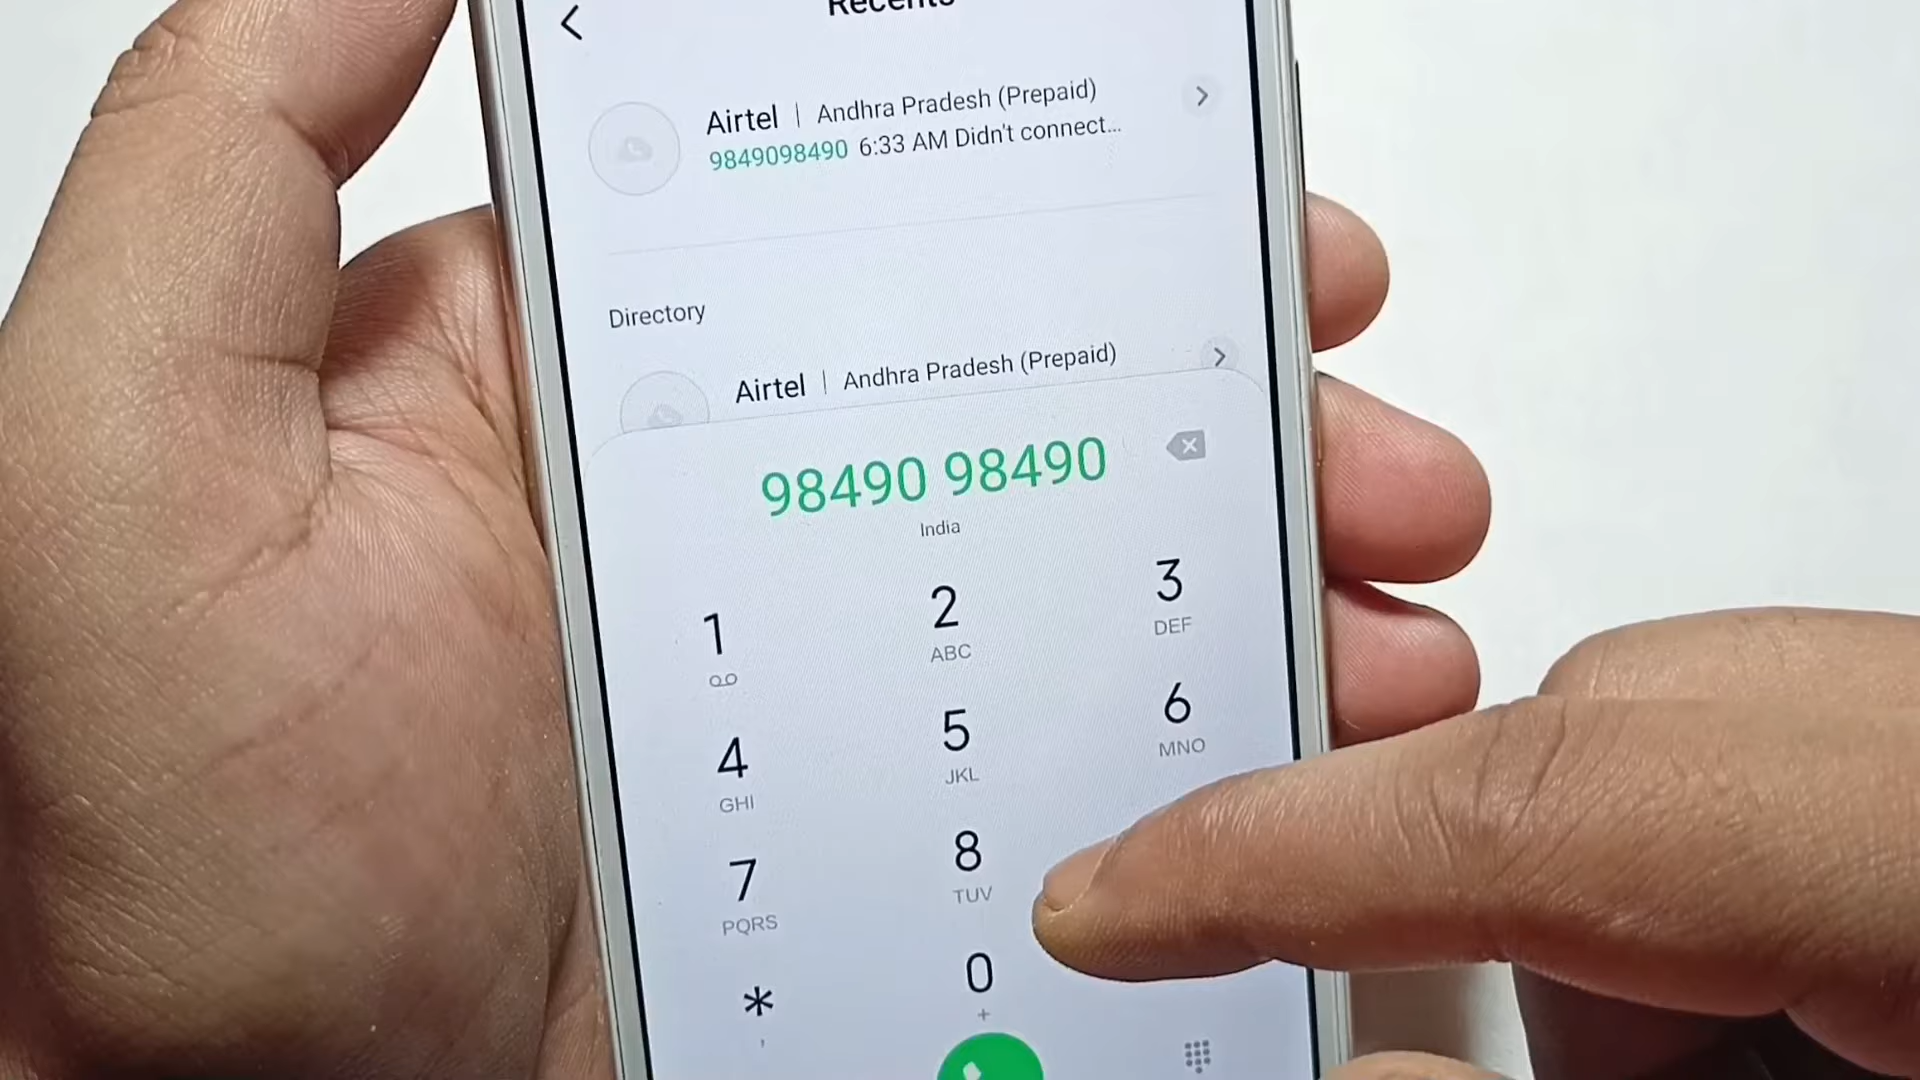 Recents
Airtel | Andhra Pradesh (Prepaid)
9849098490 6:33 AM Didn't connect...
Directory
Airtel | Andhra Pradesh (Prepaid)
98490 98490
India
1 2 ABC 3 DEF
4 GHI 5 JKL 6 MNO
7 PQRS 8 TUV
* , 0 +